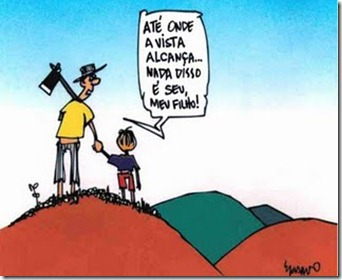 ATÉ ONDE
A VISTA
ALCANÇA...
NADA DISSO
É SEU,
MEU FILHO!